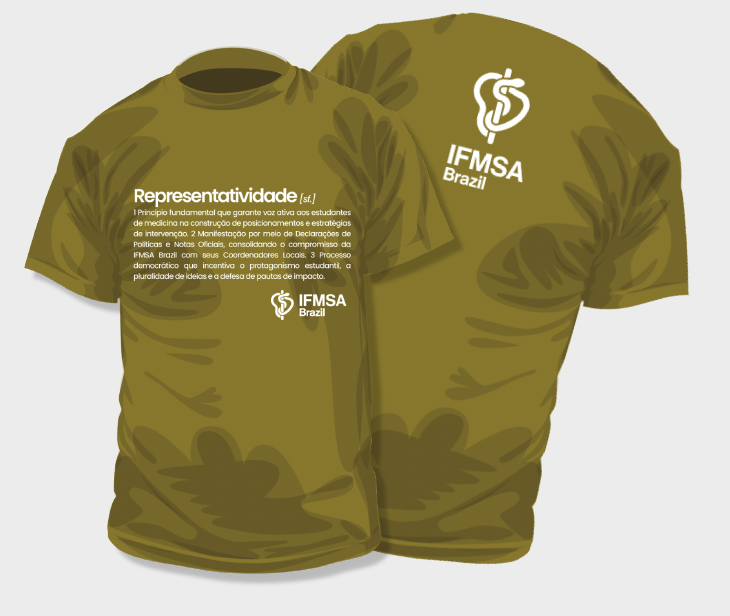 Representatividade [sf.]
1 Princípio fundamental que garante voz ativa aos estudantes
de medicina na construção de posicionamentos e estratégias
de intervenção. 2 Manifestação por meio de Declarações de
Políticas e Notas Oficiais, consolidando o compromisso da
IFMSA Brazil com seus Coordenadores Locais. 3 Processo
democrático que incentiva o protagonismo estudantil, a
pluralidade de ideias e a defesa de pautas de impacto.
IFMSA
Brazil
IFMSA
Brazil